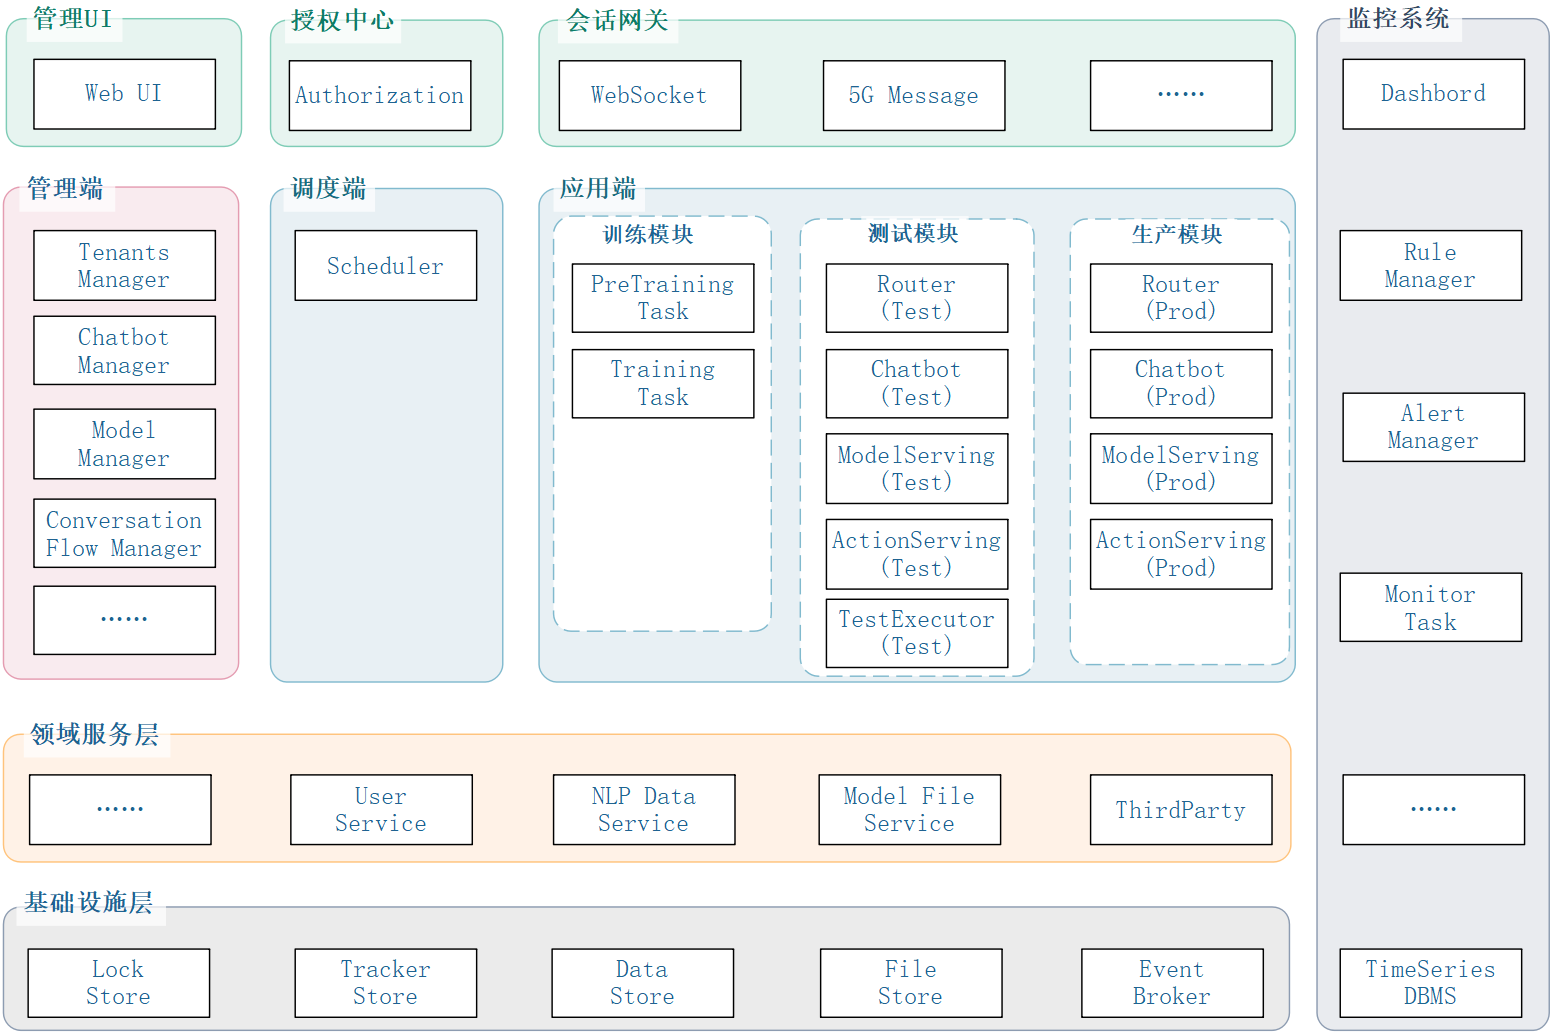 管理UI
Web UI
授权中心
Authorization
会话网关
WebSocket
5G Message
……
监控系统
Dashbord
Rule
Manager
Alert
Manager
Monitor
Task
……
TimeSeries
DBMS
管理端
Tenants
Manager
Chatbot
Manager
Model
Manager
Conversation
Flow Manager
……
调度端
Scheduler
应用端
训练模块
PreTraining
Task
Training
Task
测试模块
Router
(Test)
Chatbot
(Test)
ModelServing
(Test)
ActionServing
(Test)
TestExecutor
(Test)
生产模块
Router
(Prod)
Chatbot
(Prod)
ModelServing
(Prod)
ActionServing
(Prod)
领域服务层
……
User
Service
NLP Data
Service
Model File
Service
ThirdParty
基础设施层
Lock
Store
Tracker
Store
Data
Store
File
Store
Event
Broker